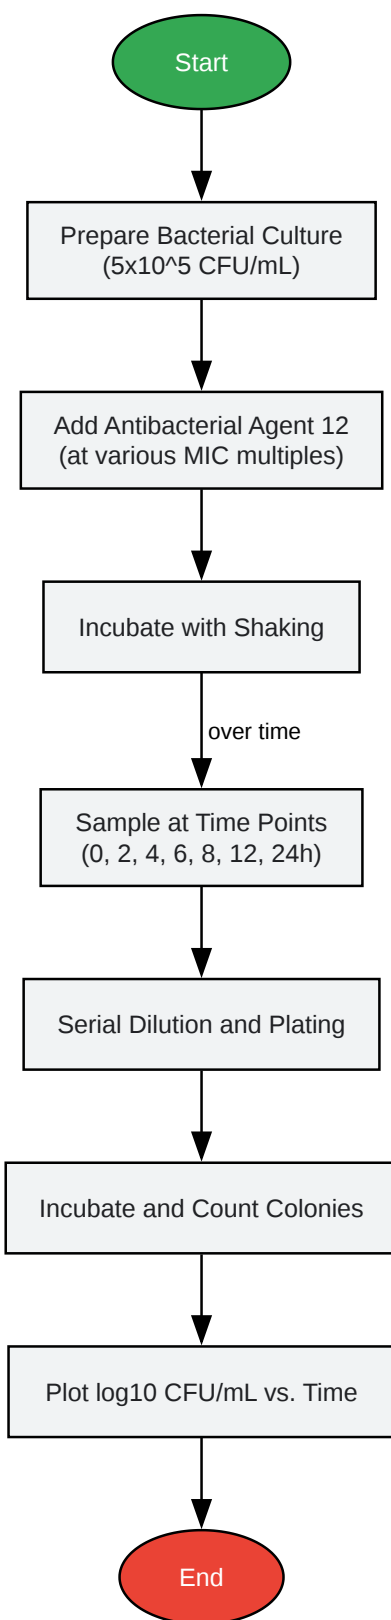 Start
Prepare Bacterial Culture
(5x10^5 CFU/mL)
Add Antibacterial Agent 12
(at various MIC multiples)
Incubate with Shaking
over time
Sample at Time Points
(0, 2, 4, 6, 8, 12, 24h)
Serial Dilution and Plating
Incubate and Count Colonies
Plot log10 CFU/mL vs. Time
End